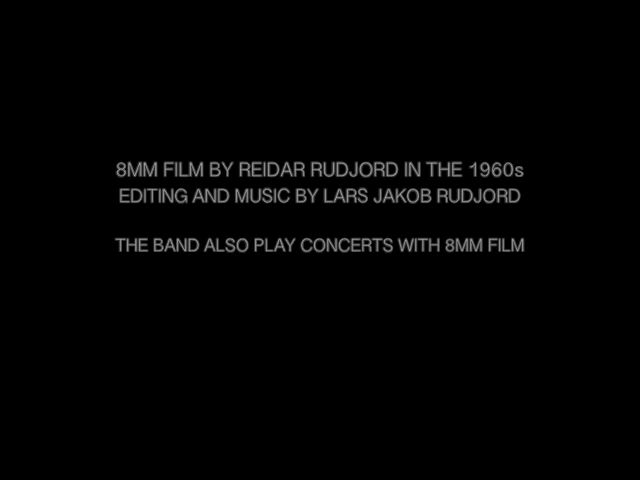 8MM FILM BY REIDAR RUDJORD IN THE 1960s
EDITING AND MUSIC BY LARS JAKOB RUDJORD
THE BAND ALSO PLAY CONCERTS WITH 8MM FILM